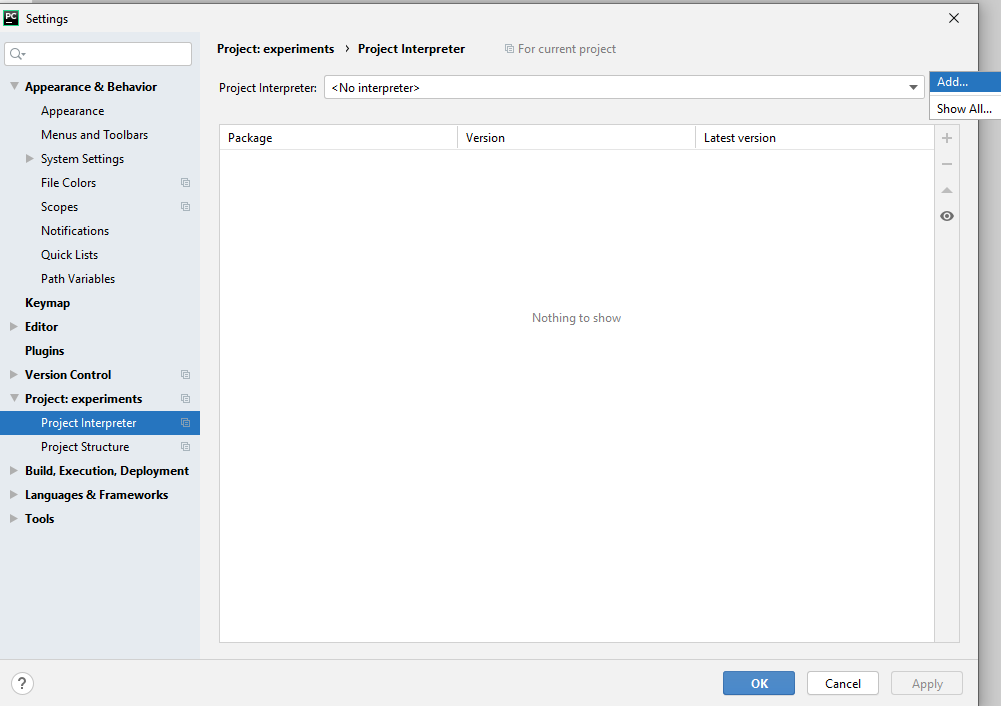 PC Settings
Project: experiments › Project Interpreter For current project
Project Interpreter: <No interpreter>
Add...
Show All...
Appearance & Behavior
Appearance
Menus and Toolbars
System Settings
File Colors
Scopes
Notifications
Quick Lists
Path Variables
Keymap
Editor
Plugins
Version Control
Project: experiments
Project Interpreter
Project Structure
Build, Execution, Deployment
Languages & Frameworks
Tools
Package Version Latest version
Nothing to show
? OK Cancel Apply